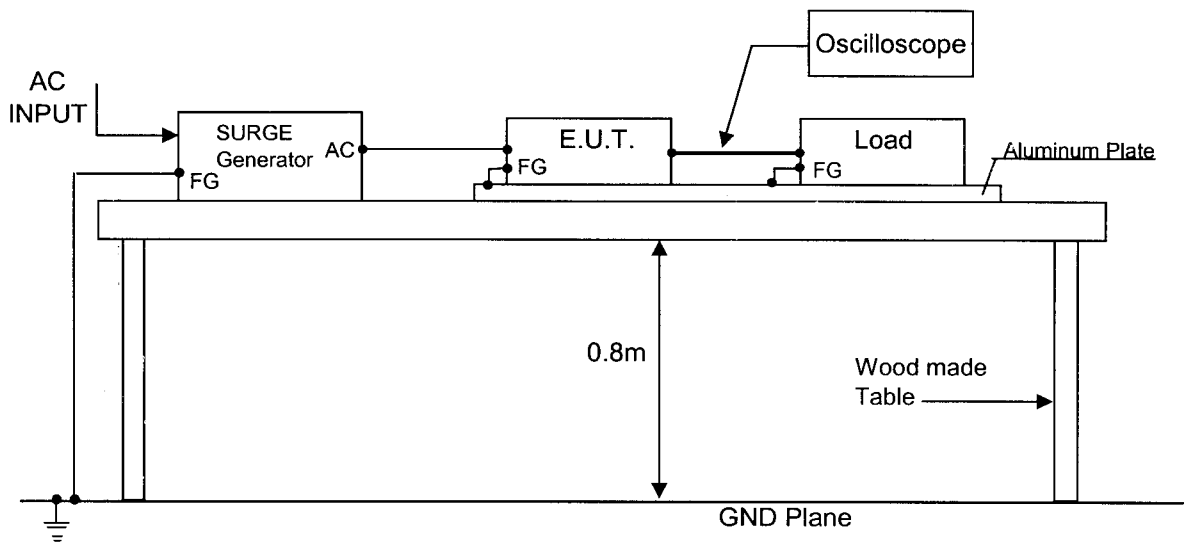 Oscilloscope
AC
INPUT
SURGE
Generator
AC
E.U.T.
Load
Aluminum Plate
FG
FG
FG
0.8m
Wood made
Table
GND Plane